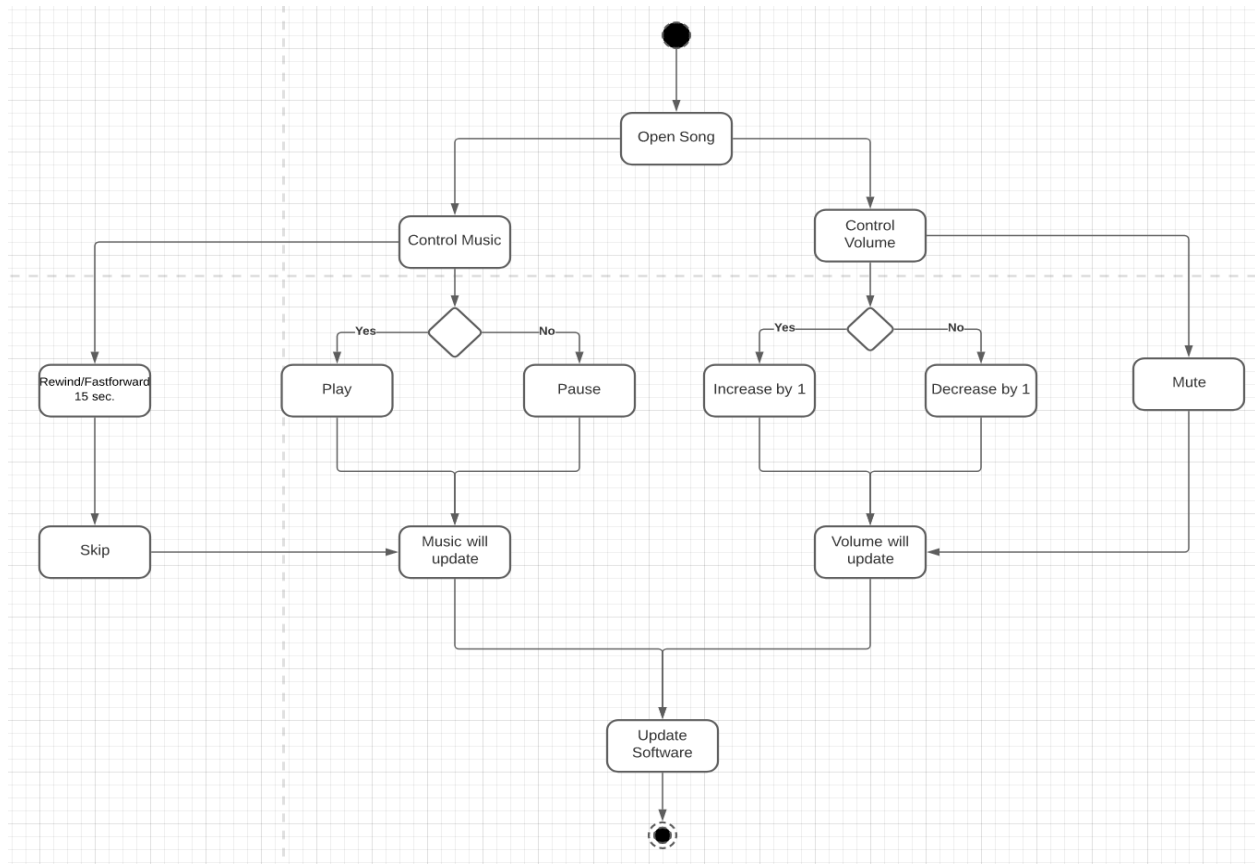 Open Song
Control Music
Control
Volume
Yes
No
Yes
No
Rewind/Fastforward
15 sec.
Play
Pause
Increase by 1
Decrease by 1
Mute
Skip
Music will
update
Volume will
update
Update
Software